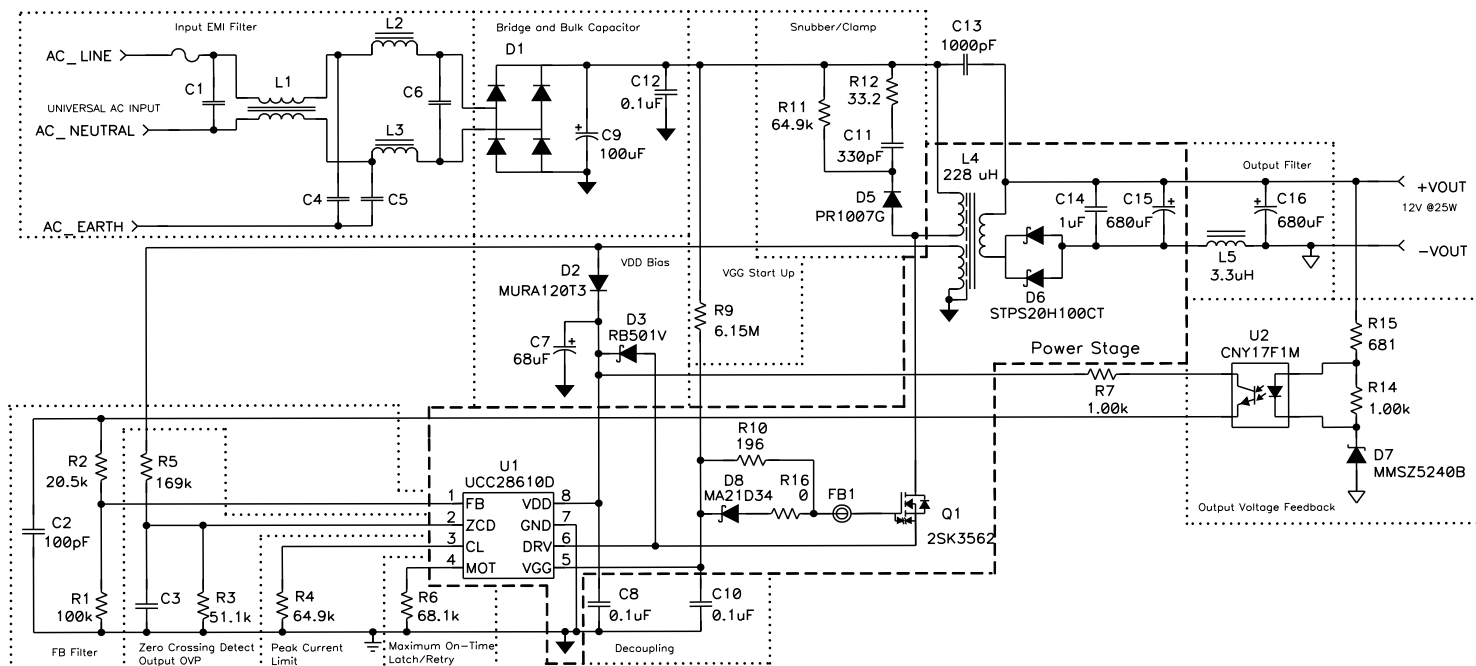 Input EMI Filter
Bridge and Bulk Capacitor
Snubber/Clamp
C13
1000pF
L2
D1
AC_LINE
C1
L1
C6
C12
0.1uF
R12
33.2
R11
64.9k
UNIVERSAL AC INPUT
AC_NEUTRAL
L3
C9
100uF
C11
330pF
L4
228 uH
Output Filter
C4
C5
D5
PR1007G
C14
1uF
C15
680uF
C16
680uF
+VOUT
12V @25W
-VOUT
AC_EARTH
VDD Bias
VGG Start Up
D2
MURA120T3
L5
3.3uH
D6
STPS20H100CT
R9
6.15M
D3
RB501V
C7
68uF
Power Stage
U2
CNY17F1M
R15
681
R7
1.00k
R14
1.00k
R10
196
R2
20.5k
R5
169k
U1
UCC28610D
D8
MA21D34
R16
0
FB1
D7
MMSZ5240B
1
FB
VDD
8
2
ZCD
GND
7
3
CL
DRV
6
4
MOT
VGG
5
Q1
2SK3562
Output Voltage Feedback
C2
100pF
R1
100k
C3
R3
51.1k
R4
64.9k
R6
68.1k
C8
0.1uF
C10
0.1uF
FB Filter
Zero Crossing Detect
Output OVP
Peak Current
Limit
Maximum On-Time
Latch/Retry
Decoupling